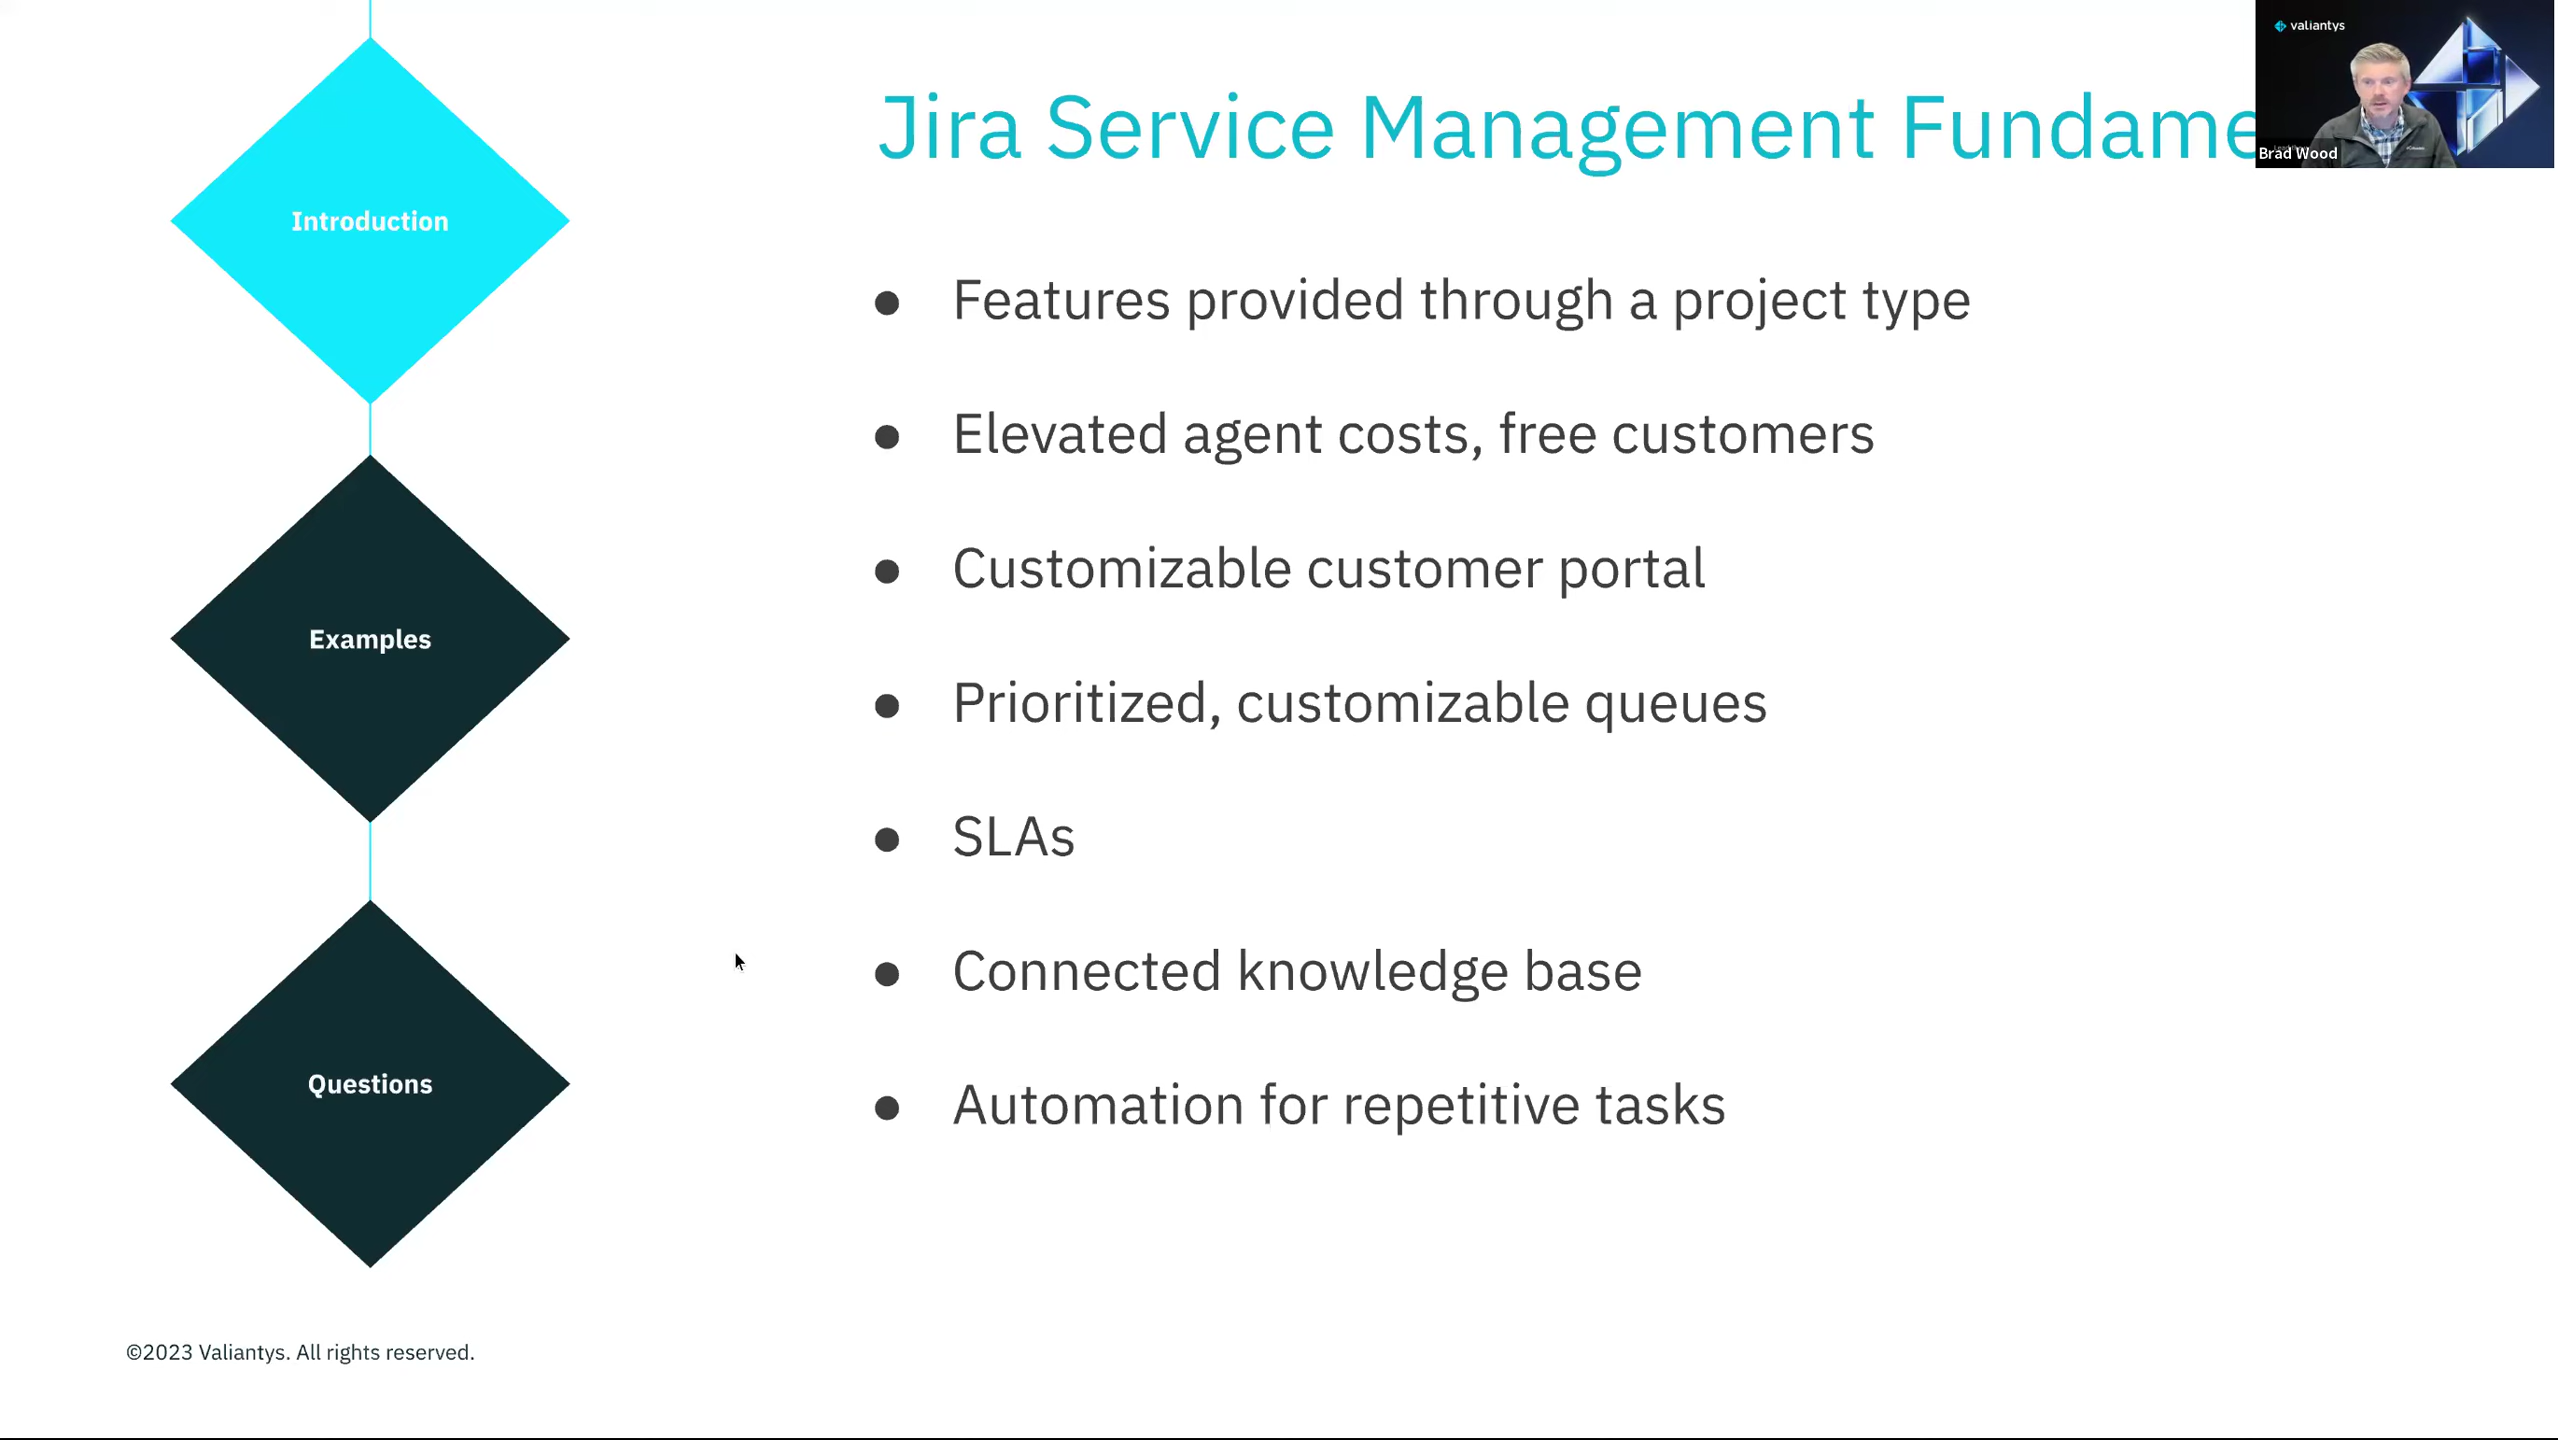 Introduction
Examples
Questions
Jira Service Management Fundame
● Features provided through a project type
● Elevated agent costs, free customers
● Customizable customer portal
● Prioritized, customizable queues
● SLAs
● Connected knowledge base
● Automation for repetitive tasks
©2023 Valiantys. All rights reserved.
valiantys
Brad Wood